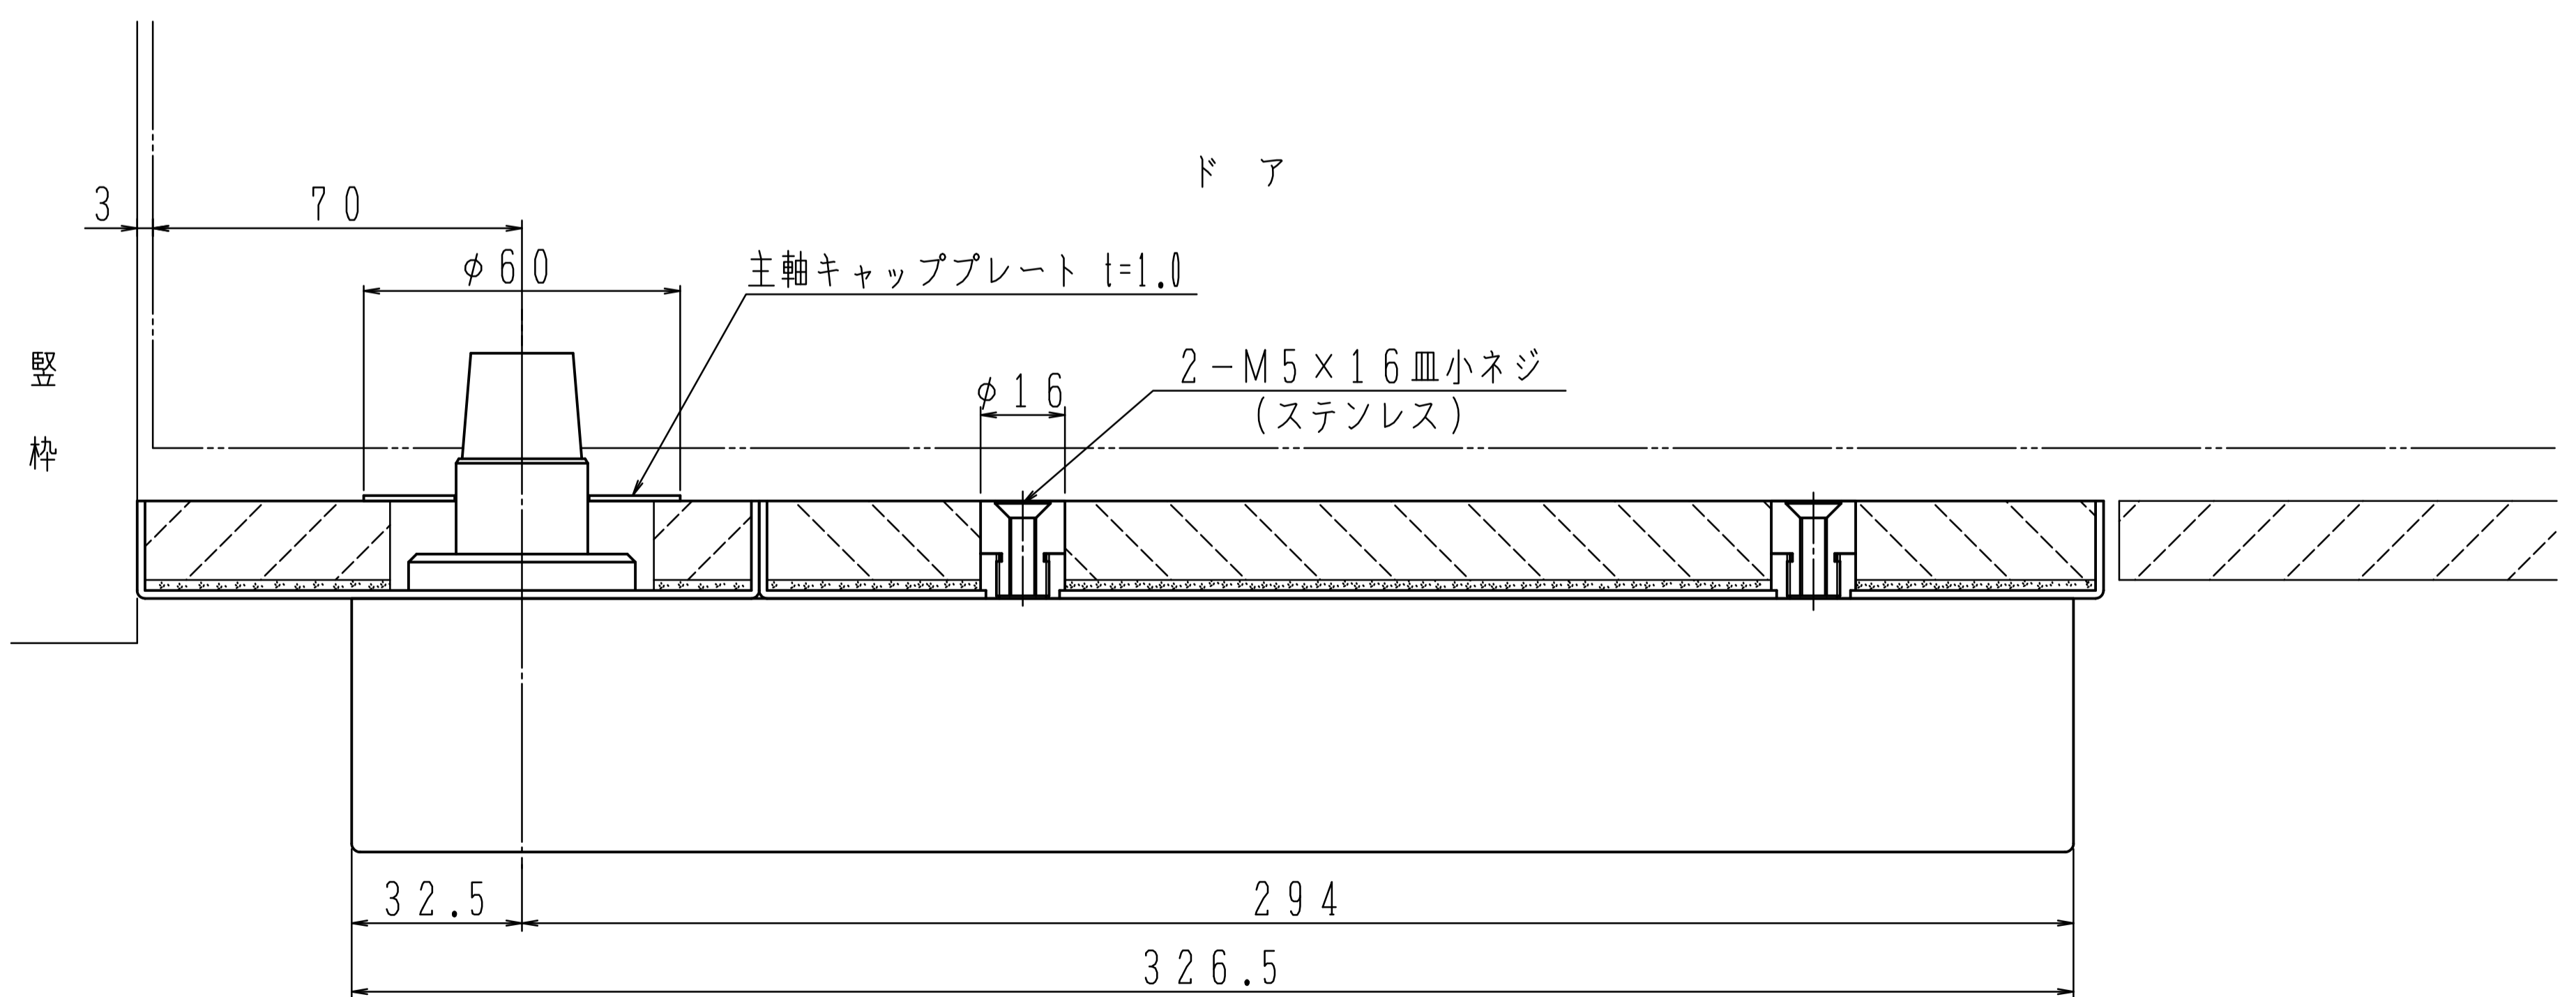 ドア
3
70
φ60
主軸キャッププレート t=1.0
竪枠
φ16
2-M5×16皿小ネジ
(ステンレス)
32.5
294
326.5